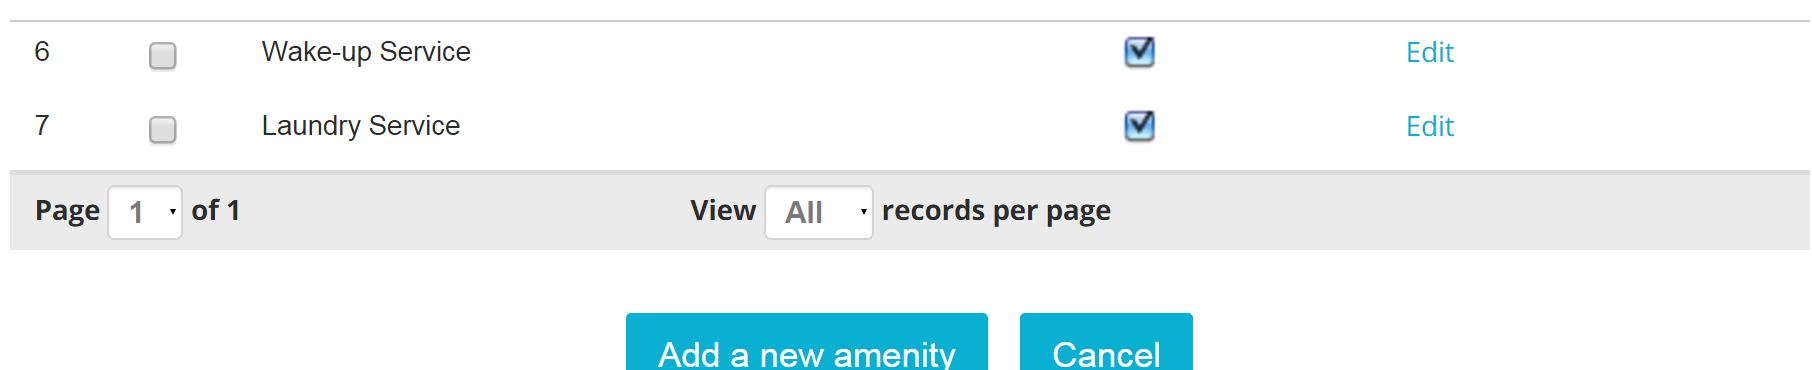 6 Wake-up Service Edit
7 Laundry Service Edit
Page 1 of 1 View All records per page
Add a new amenity Cancel